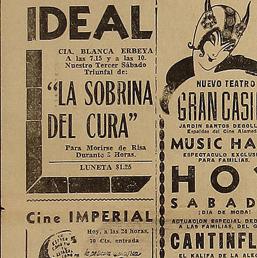 IDEAL
CIA. BLANCA ERBEYA
A las 7.15 y a las 10.
Nuestro Tercer Sábado
Triunfal de:
"LA SOBRINA
DEL CURA"
Para Morirse de Risa
Durante 3 Horas.
LUNETA $1.25
Cine IMPERIAL
Hoy, a las 24 horas,
70 Cts. entrada
NUEVO TEATRO
GRAN CASI
JARDIN SANTOS DEGOLL
Espaldas del Cine Alamed
MUSIC HA
ESPECTACULO EXCLUS
PARA FAMILIAS.
HOY
SABAD
¡DIA DE MODA!
ACTUACION ESPECIAL DED
A LAS FAMILIAS, DEL G
CANTINFL
EL KALIFA DE LA ALE